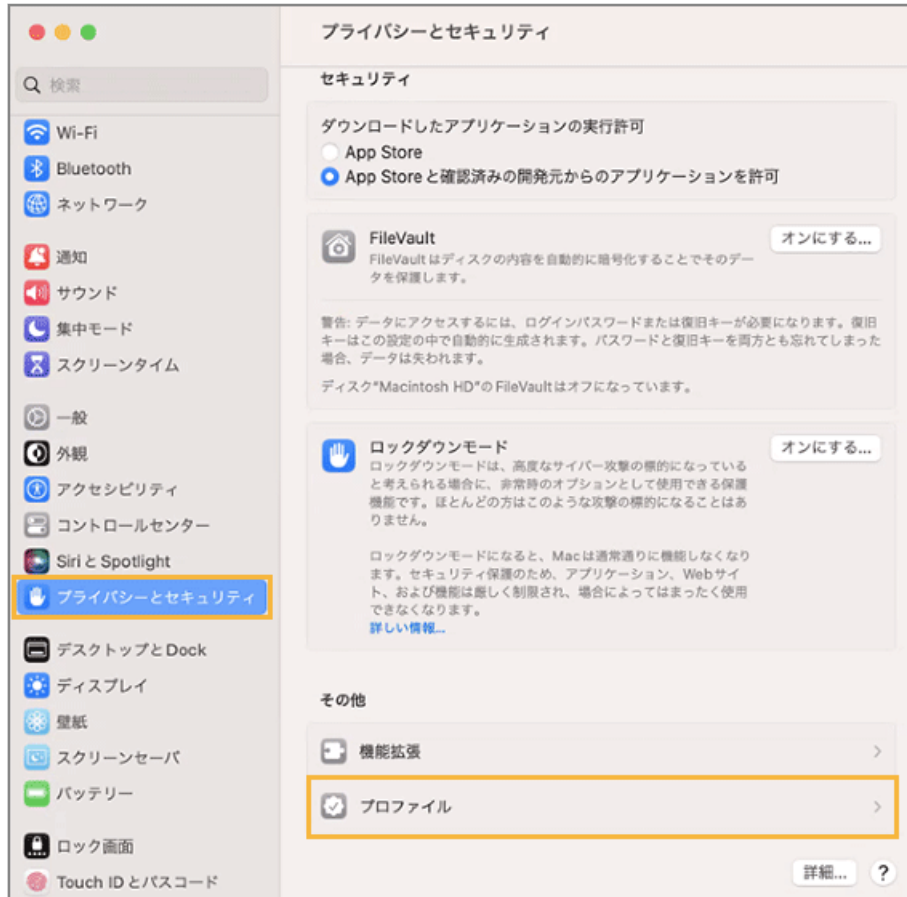 プライバシーとセキュリティ
検索
Wi-Fi
Bluetooth
ネットワーク
通知
サウンド
集中モード
スクリーンタイム
一般
外観
アクセシビリティ
コントロールセンター
Siri と Spotlight
プライバシーとセキュリティ
デスクトップと Dock
ディスプレイ
壁紙
スクリーンセーバ
バッテリー
ロック画面
Touch ID とパスコード
セキュリティ
ダウンロードしたアプリケーションの実行許可
App Store
App Store と確認済みの開発元からのアプリケーションを許可
FileVault
オンにする...
FileVault はディスクの内容を自動的に暗号化することでそのデー
タを保護します。
警告: データにアクセスするには、ログインパスワードまたは復旧キーが必要になります。復旧
キーはこの設定の中で自動的に生成されます。パスワードと復旧キーを両方とも忘れてしまった
場合、データは失われます。
ディスク"Macintosh HD"の FileVault はオフになっています。
ロックダウンモード
オンにする...
ロックダウンモードは、高度なサイバー攻撃の標的になっている
と考えられる場合に、非常時のオプションとして使用できる保護
機能です。ほとんどの方はこのような攻撃の標的になることはあ
りません。
ロックダウンモードになると、Mac は通常通りに機能しなくなり
ます。セキュリティ保護のため、アプリケーション、Web サイ
ト、および機能は厳しく制限され、場合によってはまったく使用
できなくなります。
詳しい情報...
その他
機能拡張
プロファイル
詳細...
?